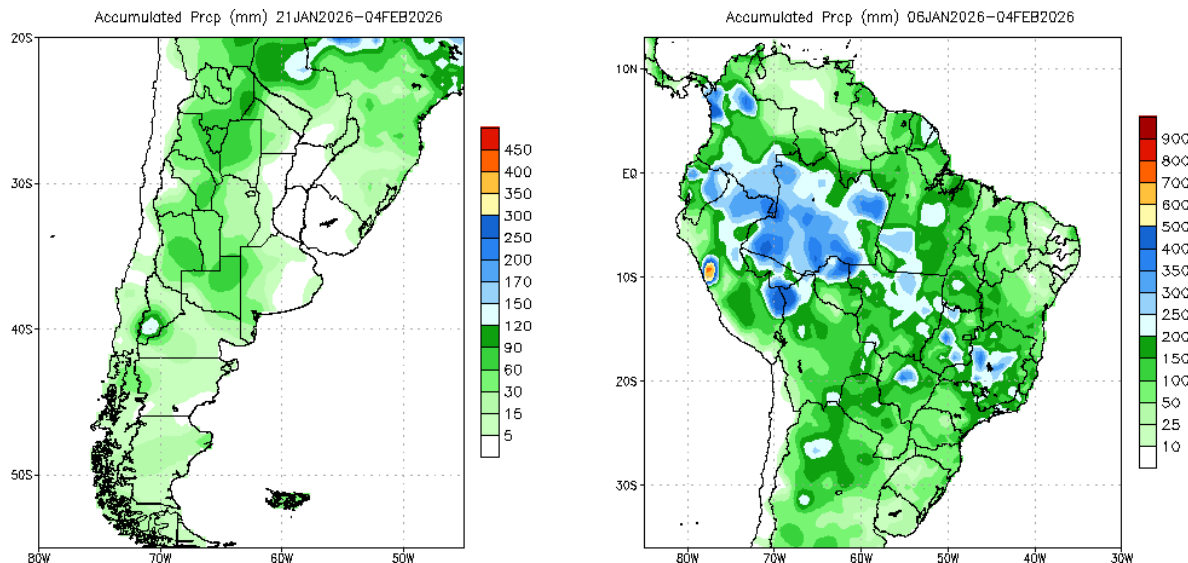 Accumulated Prcp (mm) 21JAN2026-04FEB2026
20S
30S
40S
50S
80W
70W
60W
50W
450
400
350
300
250
200
170
150
120
90
60
30
15
5
Accumulated Prcp (mm) 06JAN2026-04FEB2026
10N
EQ
10S
20S
30S
80W
70W
60W
50W
40W
30W
900
800
700
600
500
400
350
300
250
200
150
100
50
25
10